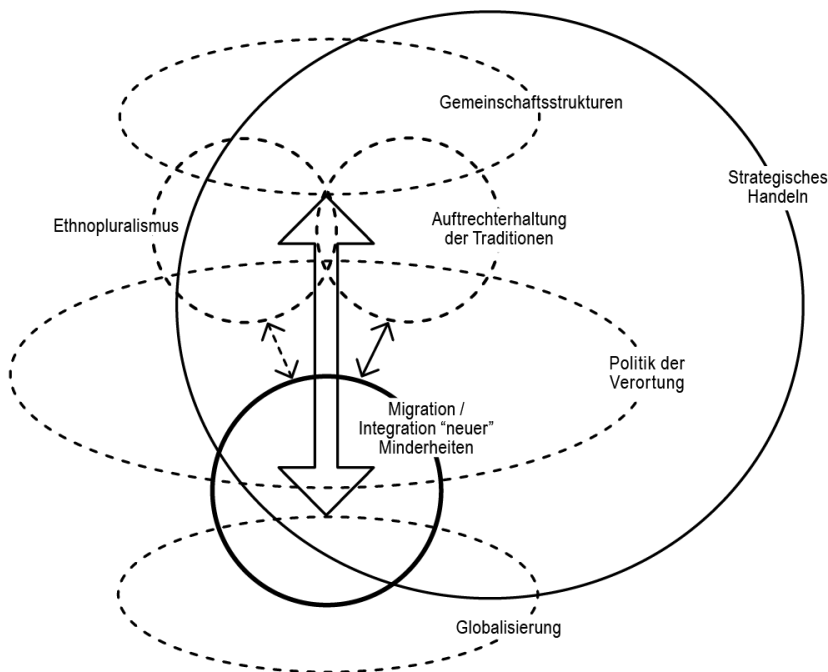 Gemeinschaftsstrukturen
Strategisches
Handeln
Ethnopluralismus
Auftrechterhaltung
der Traditionen
Politik der
Verortung
Migration /
Integration “neuer”
Minderheiten
Globalisierung